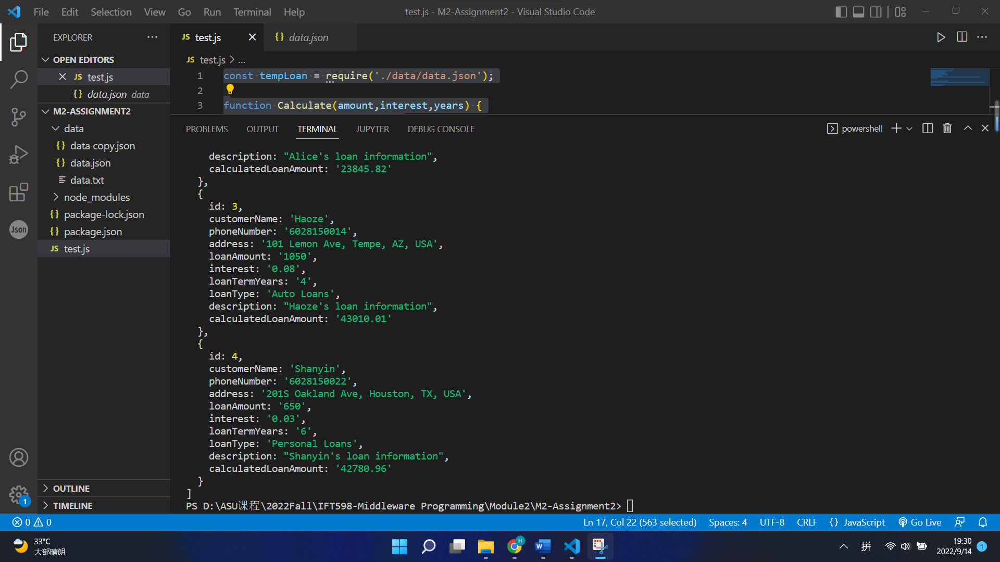 File Edit Selection View Go Run Terminal Help
test.js - M2-Assignment2 - Visual Studio Code
EXPLORER
JS test.js
{} data.json
OPEN EDITORS
JS test.js
JS test.js
{} data.json data
M2-ASSIGNMENT2
data
{} data copy.json
{} data.json
data.txt
node_modules
{} package-lock.json
{} package.json
JS test.js
Json
OUTLINE
TIMELINE
1
JS test.js > ...
1 const tempLoan = require('./data/data.json');
2
3 function Calculate(amount,interest,years) {
PROBLEMS OUTPUT TERMINAL JUPYTER DEBUG CONSOLE
powershell
description: "Alice's loan information",
calculatedLoanAmount: '23845.82'
},
{
id: 3,
customerName: 'Haoze',
phoneNumber: '6028150014',
address: '101 Lemon Ave, Tempe, AZ, USA',
loanAmount: '1050',
interest: '0.08',
loanTermYears: '4',
loanType: 'Auto Loans',
description: "Haoze's loan information",
calculatedLoanAmount: '43010.01'
},
{
id: 4,
customerName: 'Shanyin',
phoneNumber: '6028150022',
address: '201S Oakland Ave, Houston, TX, USA',
loanAmount: '650',
interest: '0.03',
loanTermYears: '6',
loanType: 'Personal Loans',
description: "Shanyin's loan information",
calculatedLoanAmount: '42780.96'
}
]
PS D:\ASU课程\2022Fall\IFT598-Middleware Programming\Module2\M2-Assignment2>
0 0
Ln 17, Col 22 (563 selected) Spaces: 4 UTF-8 CRLF {} JavaScript Go Live
33°C
大部晴朗
H
W
拼
19:30
2022/9/14
1